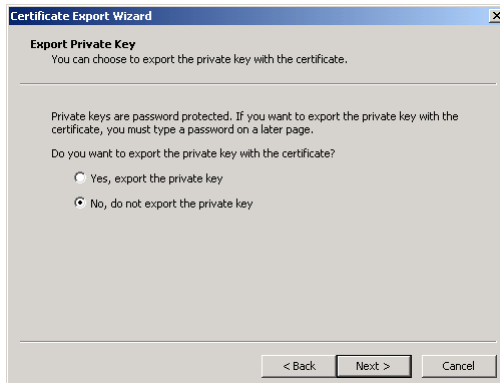 Certificate Export Wizard
Export Private Key
You can choose to export the private key with the certificate.
Private keys are password protected. If you want to export the private key with the
certificate, you must type a password on a later page.
Do you want to export the private key with the certificate?
Yes, export the private key
No, do not export the private key
< Back Next > Cancel